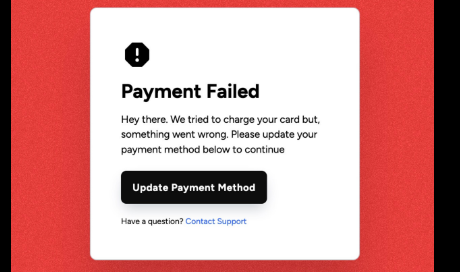 Payment Failed
Hey there. We tried to charge your card but,
something went wrong. Please update your
payment method below to continue
Update Payment Method
Have a question? Contact Support